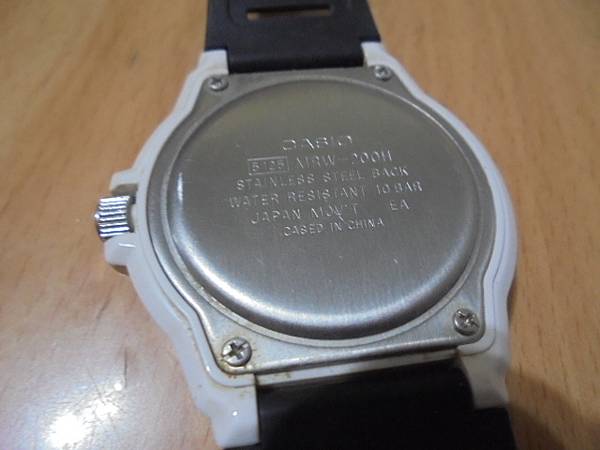 CASIO
5125 MRW-200H
STAINLESS STEEL BACK
WATER RESISTANT 10 BAR
JAPAN MOV'T EA
CASED IN CHINA